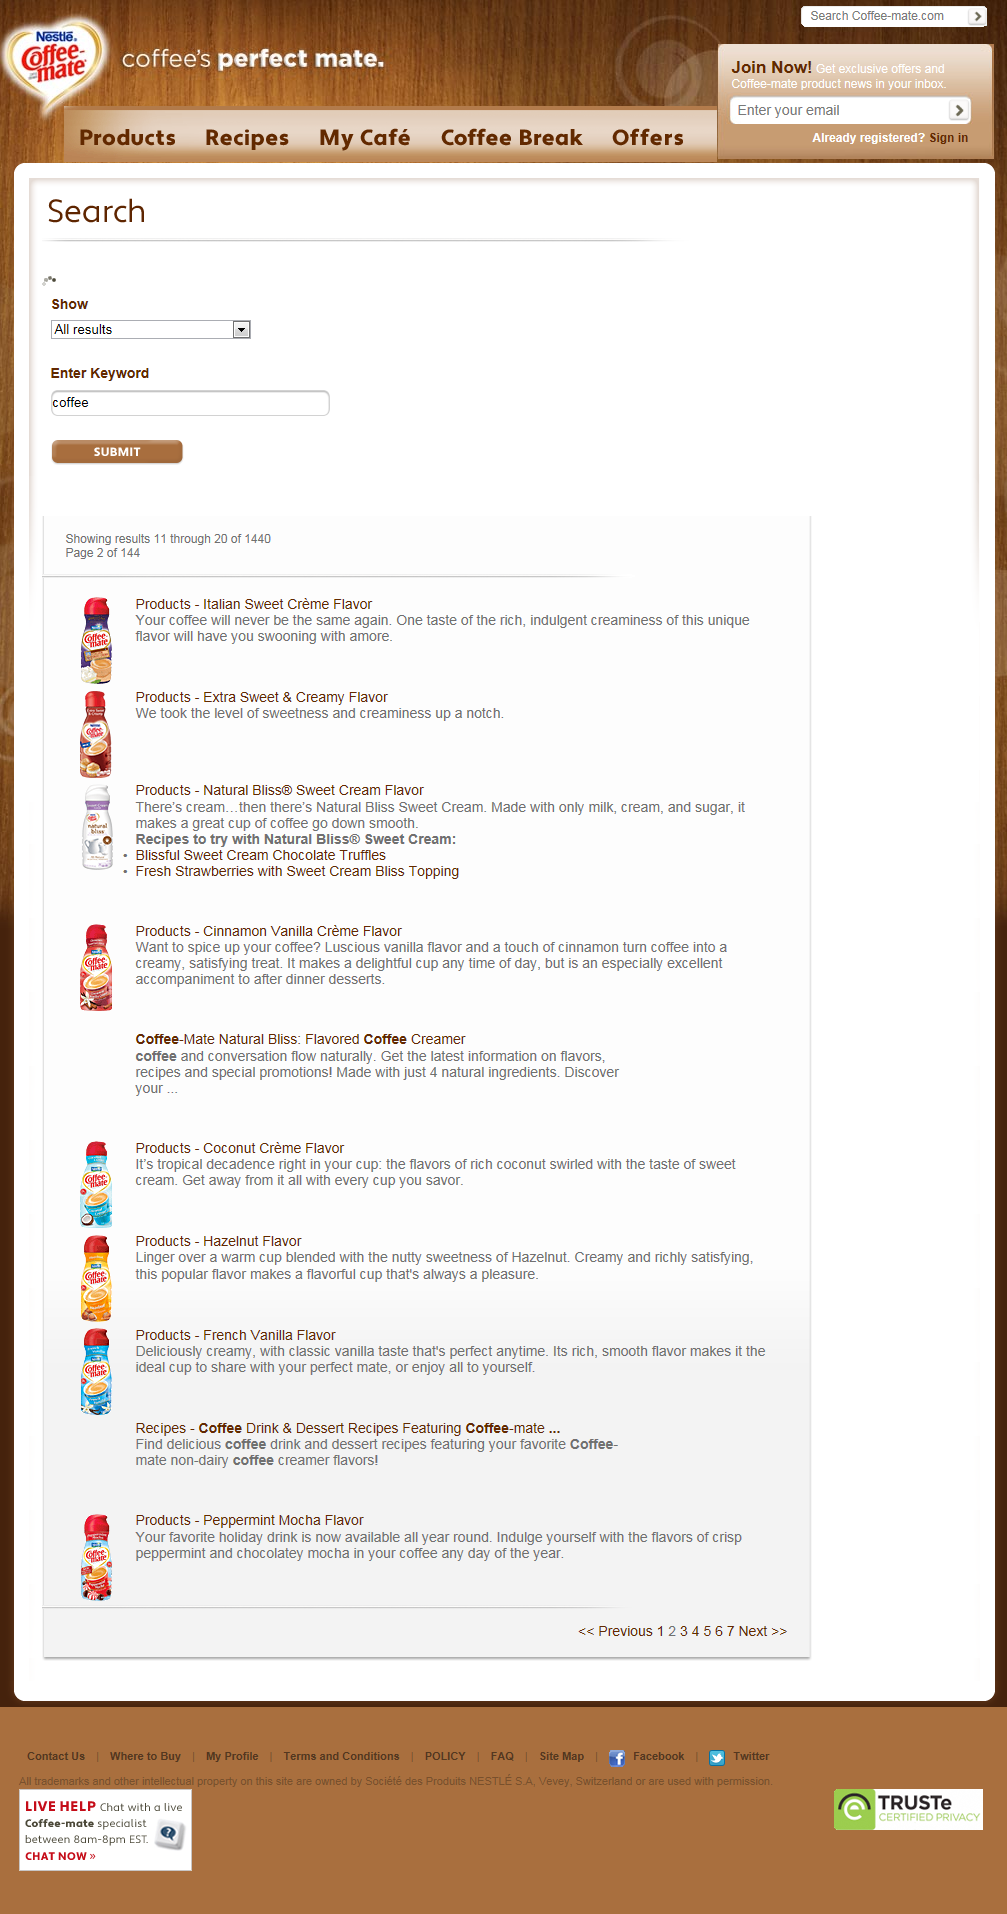 Search Coffee-mate.com
Nestlé
Coffee-
mate
coffee's perfect mate.
Join Now! Get exclusive offers and
Coffee-mate product news in your inbox.
Enter your email
Already registered? Sign in
Products Recipes My Café Coffee Break Offers
Search
Show
All results
Enter Keyword
coffee
SUBMIT
Showing results 11 through 20 of 1440
Page 2 of 144
Products - Italian Sweet Crème Flavor
Your coffee will never be the same again. One taste of the rich, indulgent creaminess of this unique
flavor will have you swooning with amore.
Products - Extra Sweet & Creamy Flavor
We took the level of sweetness and creaminess up a notch.
Products - Natural Bliss® Sweet Cream Flavor
There's cream…then there's Natural Bliss Sweet Cream. Made with only milk, cream, and sugar, it
makes a great cup of coffee go down smooth.
Recipes to try with Natural Bliss® Sweet Cream:
• Blissful Sweet Cream Chocolate Truffles
• Fresh Strawberries with Sweet Cream Bliss Topping
Products - Cinnamon Vanilla Crème Flavor
Want to spice up your coffee? Luscious vanilla flavor and a touch of cinnamon turn coffee into a
creamy, satisfying treat. It makes a delightful cup any time of day, but is an especially excellent
accompaniment to after dinner desserts.
Coffee-Mate Natural Bliss: Flavored Coffee Creamer
coffee and conversation flow naturally. Get the latest information on flavors,
recipes and special promotions! Made with just 4 natural ingredients. Discover
your ...
Products - Coconut Crème Flavor
It's tropical decadence right in your cup: the flavors of rich coconut swirled with the taste of sweet
cream. Get away from it all with every cup you savor.
Products - Hazelnut Flavor
Linger over a warm cup blended with the nutty sweetness of Hazelnut. Creamy and richly satisfying,
this popular flavor makes a flavorful cup that's always a pleasure.
Products - French Vanilla Flavor
Deliciously creamy, with classic vanilla taste that's perfect anytime. Its rich, smooth flavor makes it the
ideal cup to share with your perfect mate, or enjoy all to yourself.
Recipes - Coffee Drink & Dessert Recipes Featuring Coffee-mate ...
Find delicious coffee drink and dessert recipes featuring your favorite Coffee-
mate non-dairy coffee creamer flavors!
Products - Peppermint Mocha Flavor
Your favorite holiday drink is now available all year round. Indulge yourself with the flavors of crisp
peppermint and chocolatey mocha in your coffee any day of the year.
<< Previous 1 2 3 4 5 6 7 Next >>
Contact Us | Where to Buy | My Profile | Terms and Conditions | POLICY | FAQ | Site Map | Facebook | Twitter
All trademarks and other intellectual property on this site are owned by Société des Produits NESTLÉ S.A, Vevey, Switzerland or are used with permission.
LIVE HELP Chat with a live
Coffee-mate specialist
between 8am-8pm EST.
CHAT NOW »
TRUSTe
CERTIFIED PRIVACY